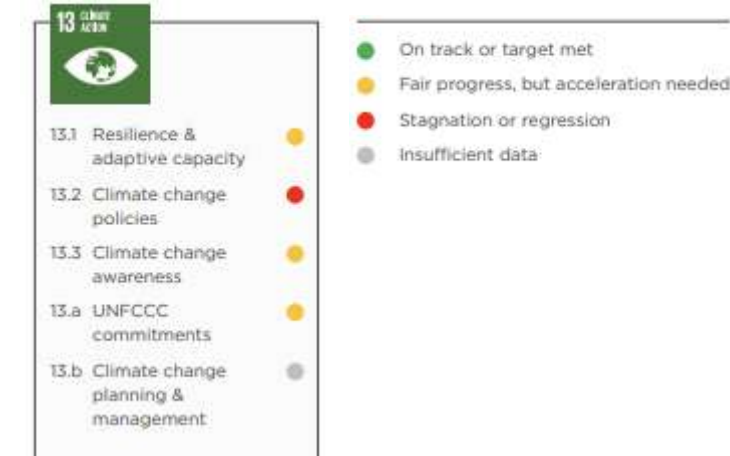 13 CLIMATE
ACTION
13.1 Resilience &
adaptive capacity
13.2 Climate change
policies
13.3 Climate change
awareness
13.a UNFCCC
commitments
13.b Climate change
planning &
management
On track or target met
Fair progress, but acceleration needed
Stagnation or regression
Insufficient data